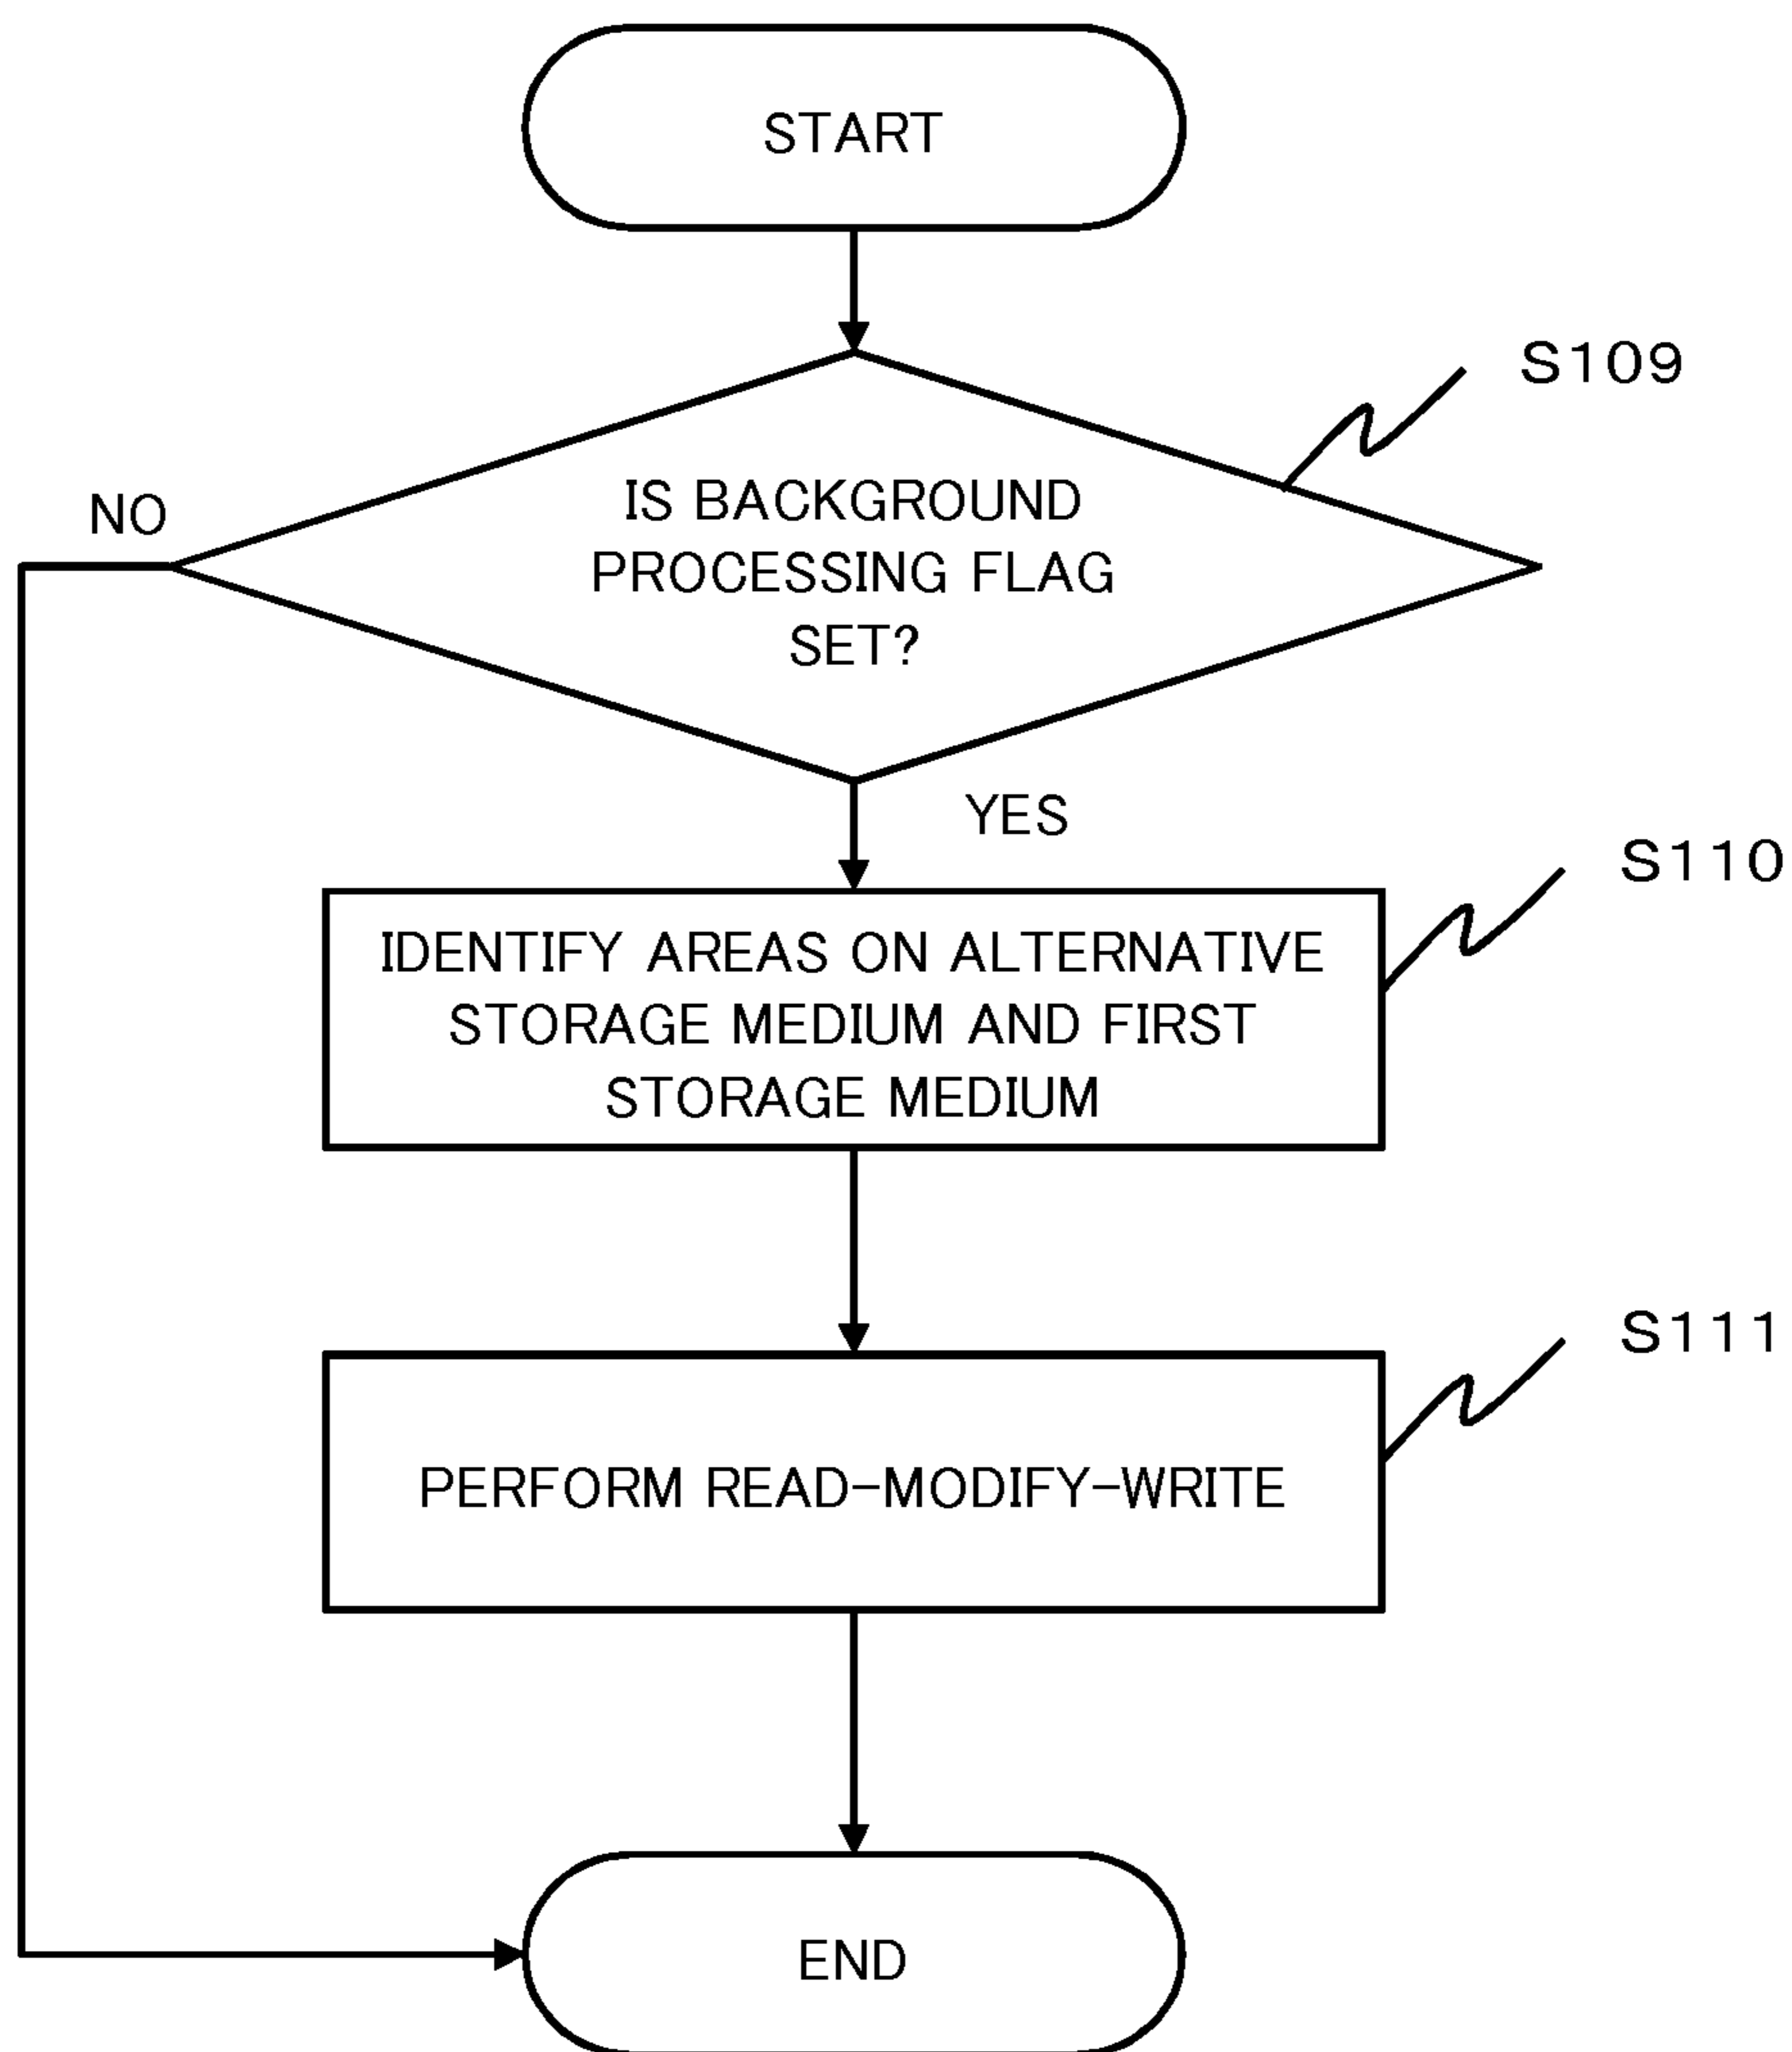 START
S109
IS BACKGROUND
PROCESSING FLAG
SET?
NO
YES
S110
IDENTIFY AREAS ON ALTERNATIVE
STORAGE MEDIUM AND FIRST
STORAGE MEDIUM
S111
PERFORM READ-MODIFY-WRITE
END